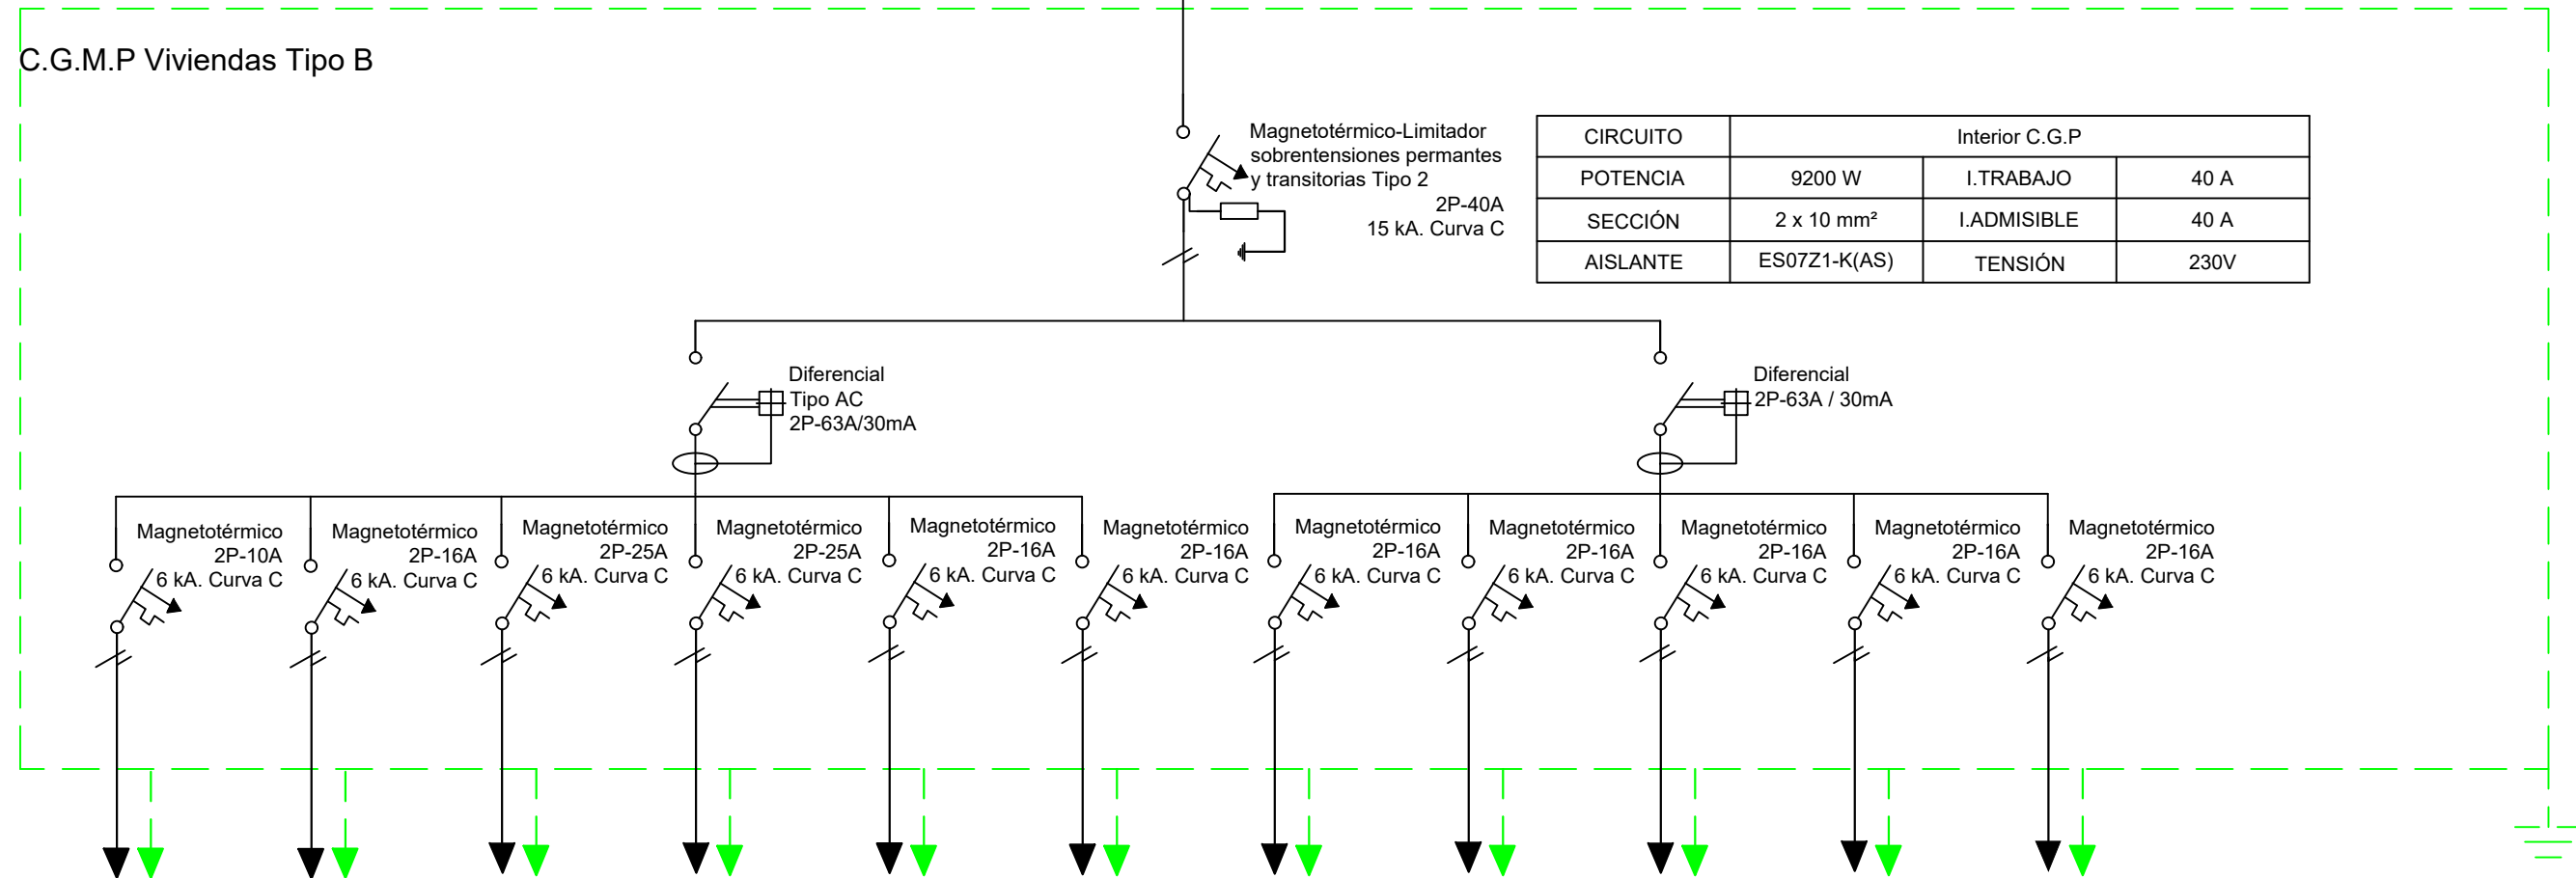 C.G.M.P Viviendas Tipo B
Magnetotérmico-Limitador
sobrentensiones permantes
y transitorias Tipo 2
2P-40A
15 kA. Curva C
CIRCUITO Interior C.G.P
POTENCIA 9200 W I.TRABAJO 40 A
SECCIÓN 2 x 10 mm² I.ADMISIBLE 40 A
AISLANTE ES07Z1-K(AS) TENSIÓN 230V
Diferencial
Tipo AC
2P-63A/30mA
Diferencial
2P-63A / 30mA
Magnetotérmico
2P-10A
6 kA. Curva C
Magnetotérmico
2P-16A
6 kA. Curva C
Magnetotérmico
2P-25A
6 kA. Curva C
Magnetotérmico
2P-25A
6 kA. Curva C
Magnetotérmico
2P-16A
6 kA. Curva C
Magnetotérmico
2P-16A
6 kA. Curva C
Magnetotérmico
2P-16A
6 kA. Curva C
Magnetotérmico
2P-16A
6 kA. Curva C
Magnetotérmico
2P-16A
6 kA. Curva C
Magnetotérmico
2P-16A
6 kA. Curva C
Magnetotérmico
2P-16A
6 kA. Curva C